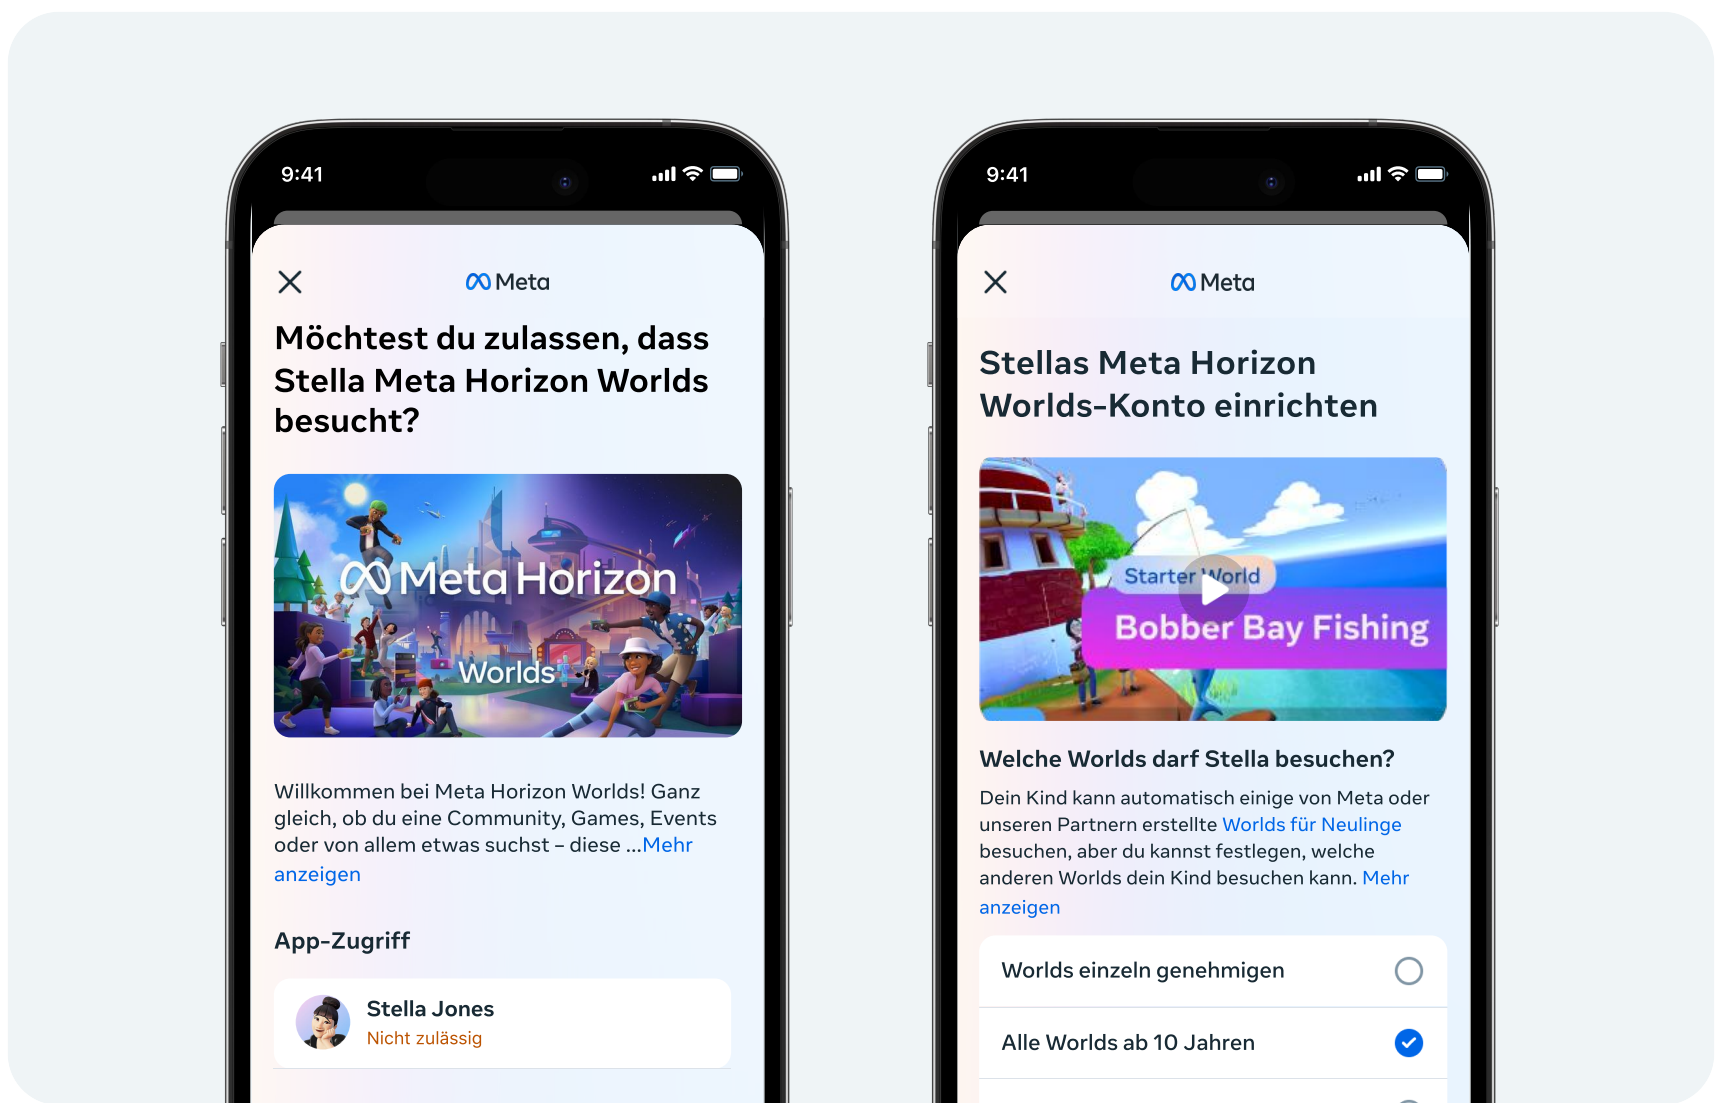 9:41
Meta
Möchtest du zulassen, dass
Stella Meta Horizon Worlds
besucht?
Meta Horizon
Worlds
Willkommen bei Meta Horizon Worlds! Ganz
gleich, ob du eine Community, Games, Events
oder von allem etwas suchst – diese ...Mehr
anzeigen
App-Zugriff
Stella Jones
Nicht zulässig
9:41
Meta
Stellas Meta Horizon
Worlds-Konto einrichten
Starter World
Bobber Bay Fishing
Welche Worlds darf Stella besuchen?
Dein Kind kann automatisch einige von Meta oder
unseren Partnern erstellte Worlds für Neulinge
besuchen, aber du kannst festlegen, welche
anderen Worlds dein Kind besuchen kann. Mehr
anzeigen
Worlds einzeln genehmigen
Alle Worlds ab 10 Jahren